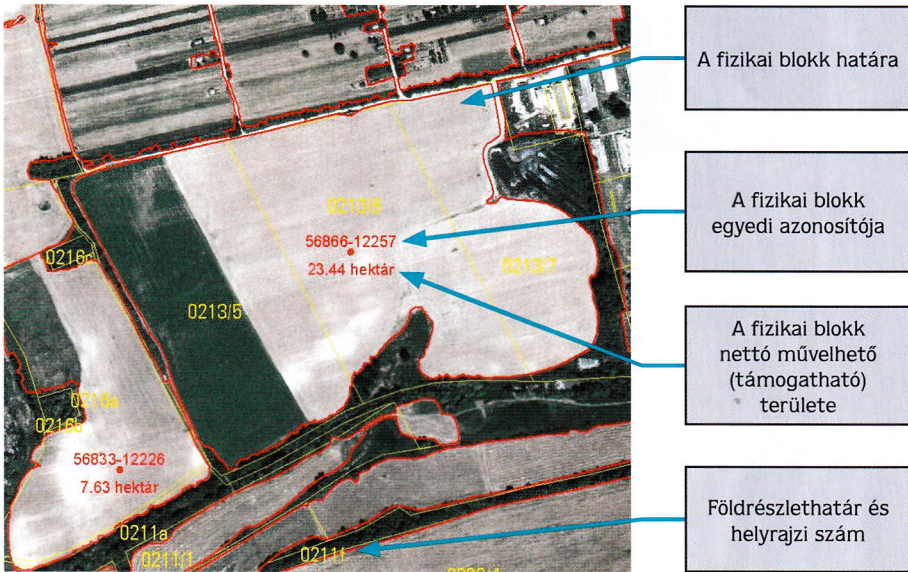 A fizikai blokk határa
0213/6
A fizikai blokk
egyedi azonosítója
56866-12257
0216c
23.44 hektár
0213/7
0213/5
A fizikai blokk
nettó művelhető
(támogatható)
területe
0216a
0216b
56833-12226
7.63 hektár
Földrészlethatár és
helyrajzi szám
0211a
0211/1
0211f